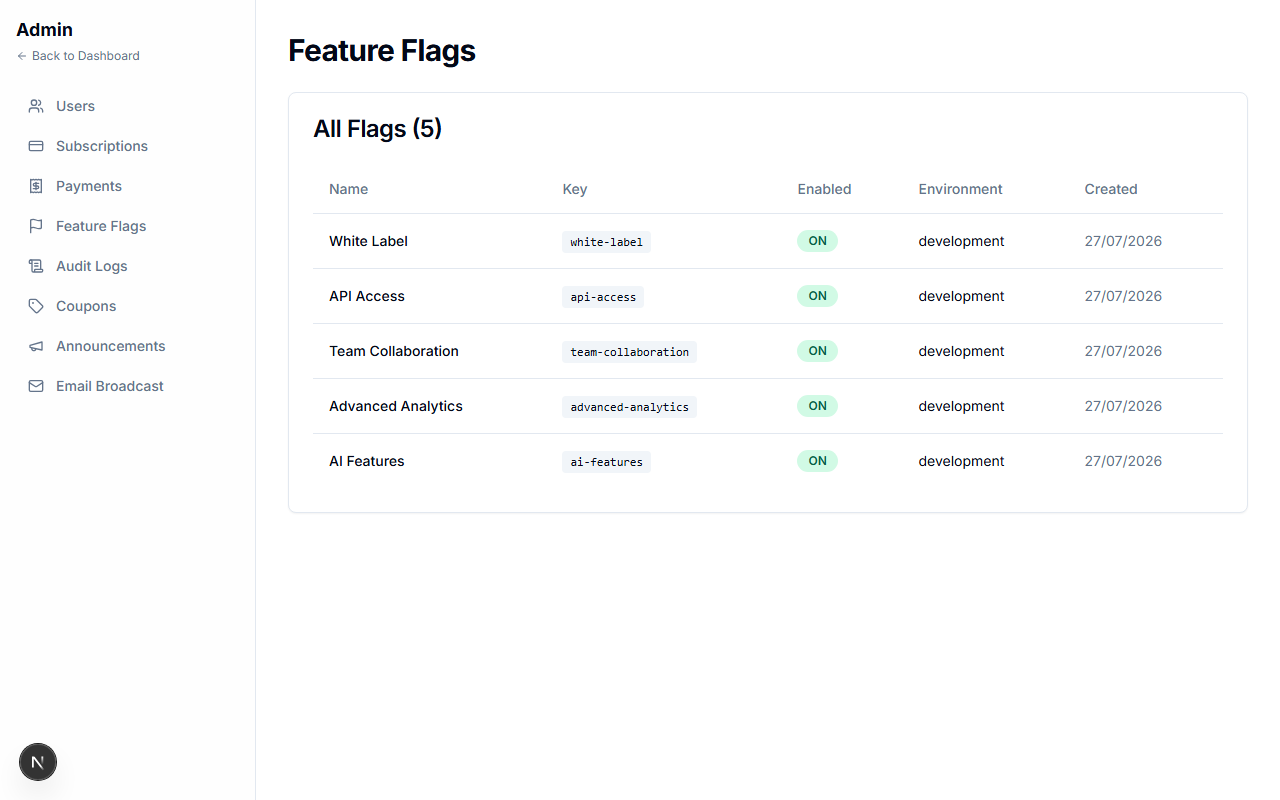 Admin
← Back to Dashboard
Users
Subscriptions
Payments
Feature Flags
Audit Logs
Coupons
Announcements
Email Broadcast
N
Feature Flags
All Flags (5)
Name Key Enabled Environment Created
White Label white-label ON development 27/07/2026
API Access api-access ON development 27/07/2026
Team Collaboration team-collaboration ON development 27/07/2026
Advanced Analytics advanced-analytics ON development 27/07/2026
AI Features ai-features ON development 27/07/2026